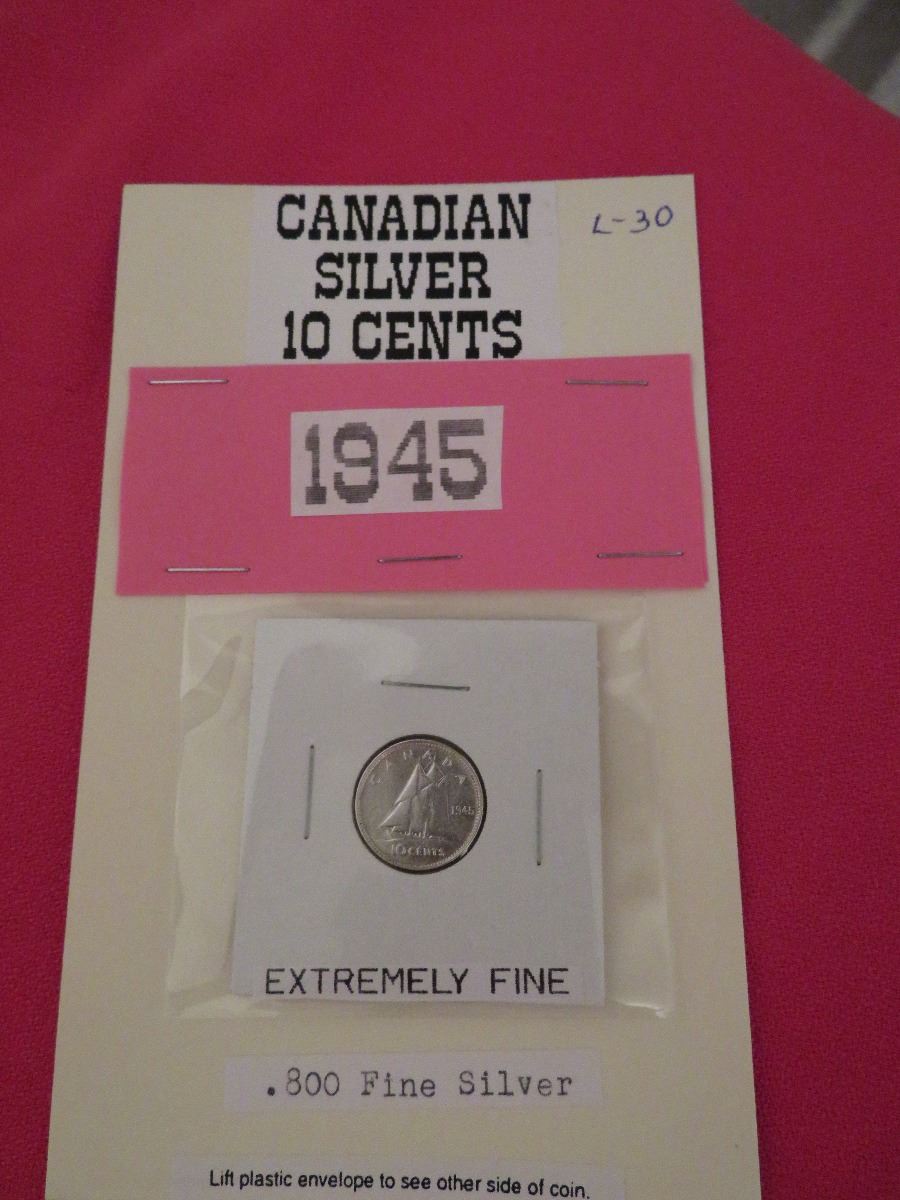 CANADIAN
L-30
SILVER
10 CENTS
1945
CANADA
1945
10 CENTS
EXTREMELY FINE
.800 Fine Silver
Lift plastic envelope to see other side of coin.